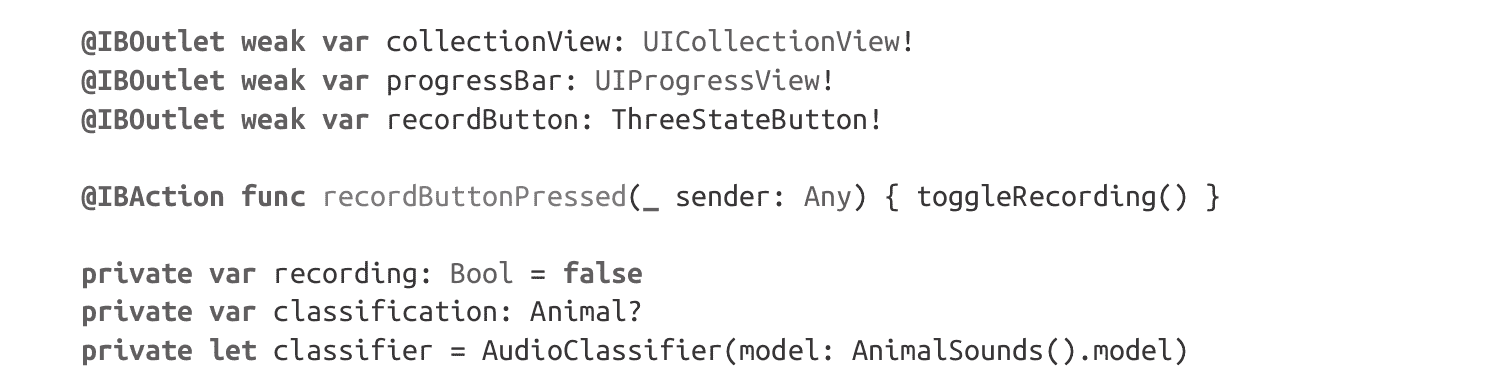 @IBOutlet weak var collectionView: UICollectionView!
@IBOutlet weak var progressBar: UIProgressView!
@IBOutlet weak var recordButton: ThreeStateButton!
@IBAction func recordButtonPressed(_ sender: Any) { toggleRecording() }
private var recording: Bool = false
private var classification: Animal?
private let classifier = AudioClassifier(model: AnimalSounds().model)